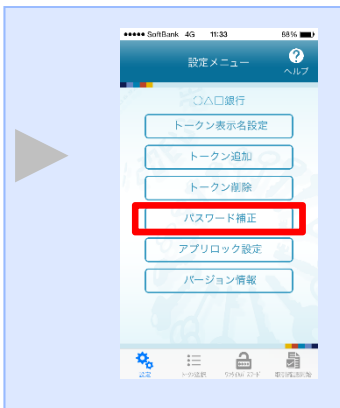 ●●●●● SoftBank 4G 11:33 88%
設定メニュー
?
ヘルプ
○△□銀行
トークン表示名設定
トークン追加
トークン削除
パスワード補正
アプリロック設定
バージョン情報
設定